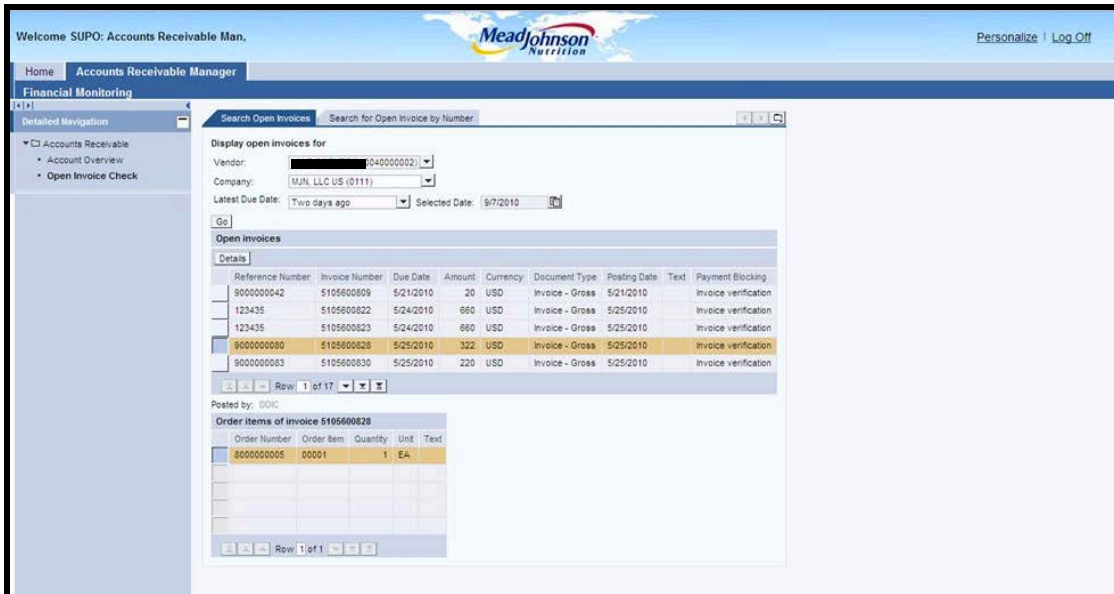 Welcome SUPO: Accounts Receivable Man,
MeadJohnson
Nutrition
Personalize | Log Off
Home Accounts Receivable Manager
Financial Monitoring
Detailed Navigation
Accounts Receivable
• Account Overview
• Open Invoice Check
Search Open Invoices Search for Open Invoice by Number
Display open invoices for
Vendor: 0040000002)
Company: MJN, LLC US (0111)
Latest Due Date: Two days ago Selected Date: 9/7/2010
Go
Open invoices
Details
Reference Number Invoice Number Due Date Amount Currency Document Type Posting Date Text Payment Blocking
9000000042 5105600809 5/21/2010 20 USD Invoice - Gross 5/21/2010 Invoice verification
123435 5105600822 5/24/2010 660 USD Invoice - Gross 5/25/2010 Invoice verification
123435 5105600823 5/24/2010 660 USD Invoice - Gross 5/25/2010 Invoice verification
9000000080 5105600828 5/25/2010 322 USD Invoice - Gross 5/25/2010 Invoice verification
9000000083 5105600830 5/25/2010 220 USD Invoice - Gross 5/25/2010 Invoice verification
Row 1 of 17
Posted by: DDIC
Order items of invoice 5105600828
Order Number Order Item Quantity Unit Text
8000000005 00001 1 EA
Row 1 of 1